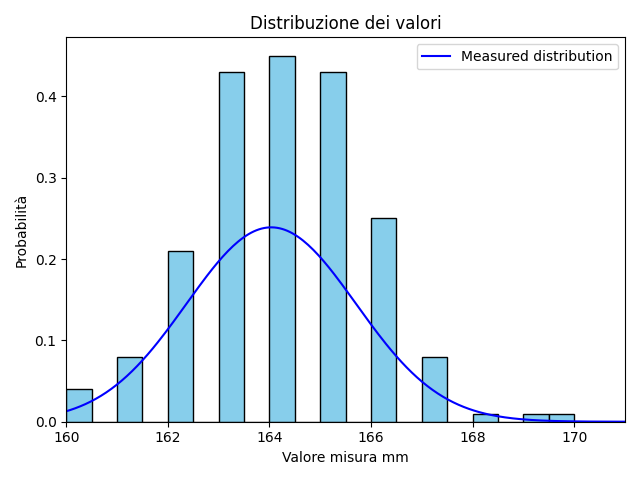 Distribuzione dei valori
Measured distribution
Probabilità
0.4
0.3
0.2
0.1
0.0
160 162 164 166 168 170
Valore misura mm